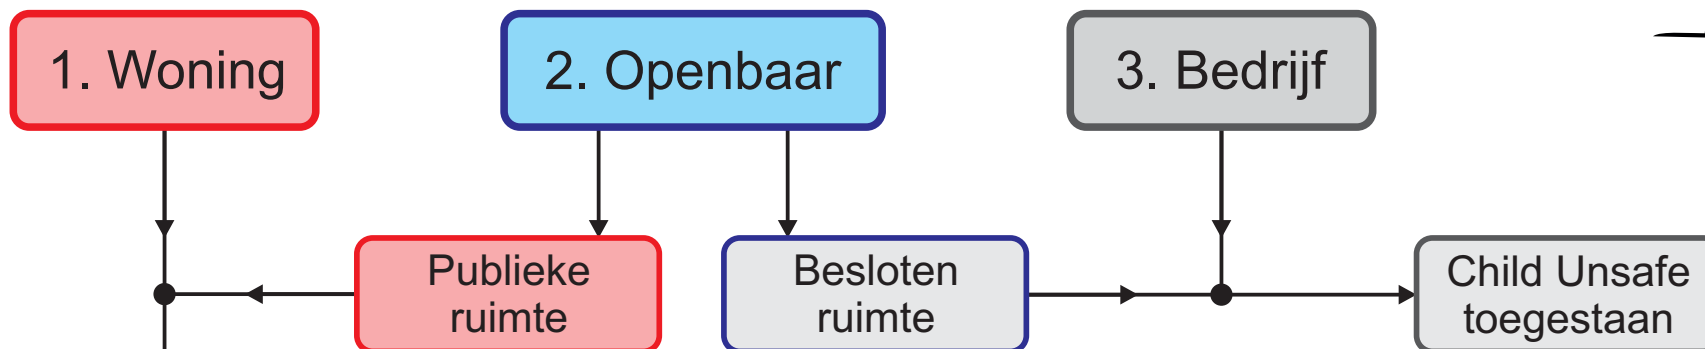 1. Woning
2. Openbaar
3. Bedrijf
Publieke
ruimte
Besloten
ruimte
Child Unsafe
toegestaan